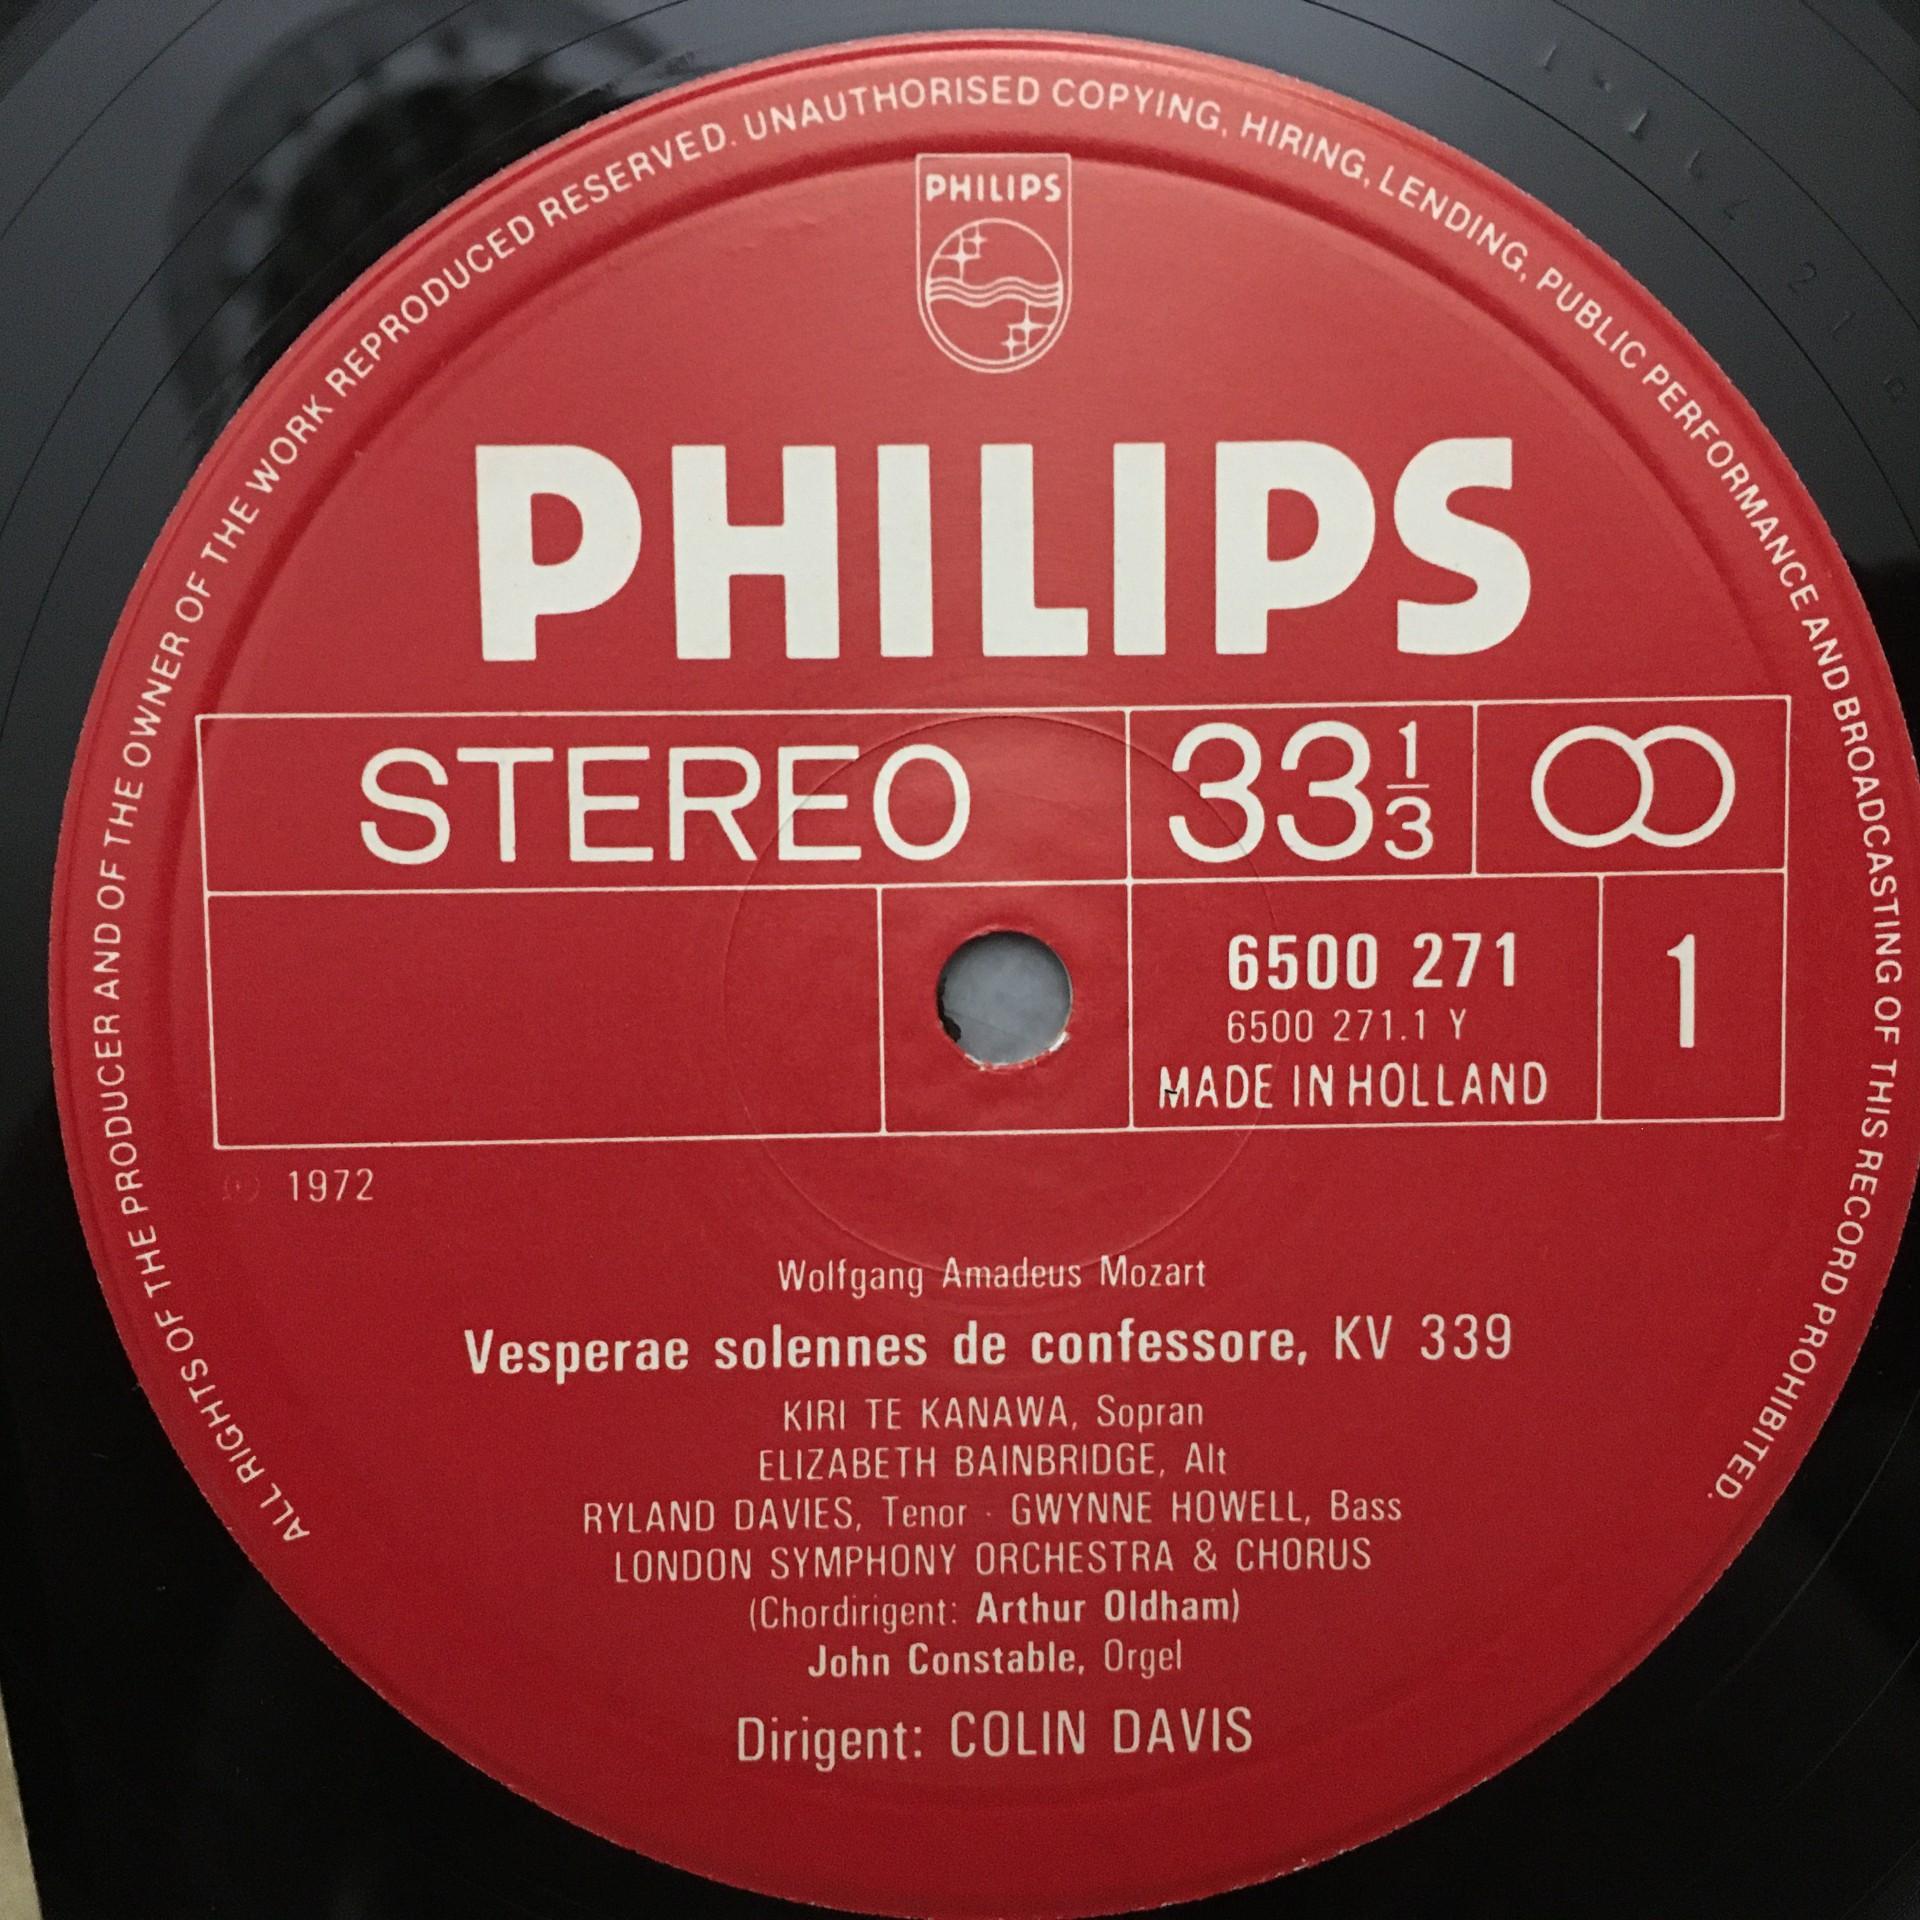 ALL RIGHTS OF THE PRODUCER AND OF THE OWNER OF THE WORK REPRODUCED RESERVED. UNAUTHORISED COPYING, HIRING, LENDING, PUBLIC PERFORMANCE AND BROADCASTING OF THIS RECORD PROHIBITED.
PHILIPS
PHILIPS
STEREO 33 1/3
6500 271 1
6500 271.1 Y
MADE IN HOLLAND
℗ 1972
Wolfgang Amadeus Mozart
Vesperae solennes de confessore, KV 339
KIRI TE KANAWA, Sopran
ELIZABETH BAINBRIDGE, Alt
RYLAND DAVIES, Tenor · GWYNNE HOWELL, Bass
LONDON SYMPHONY ORCHESTRA & CHORUS
(Chordirigent: Arthur Oldham)
John Constable, Orgel
Dirigent: COLIN DAVIS